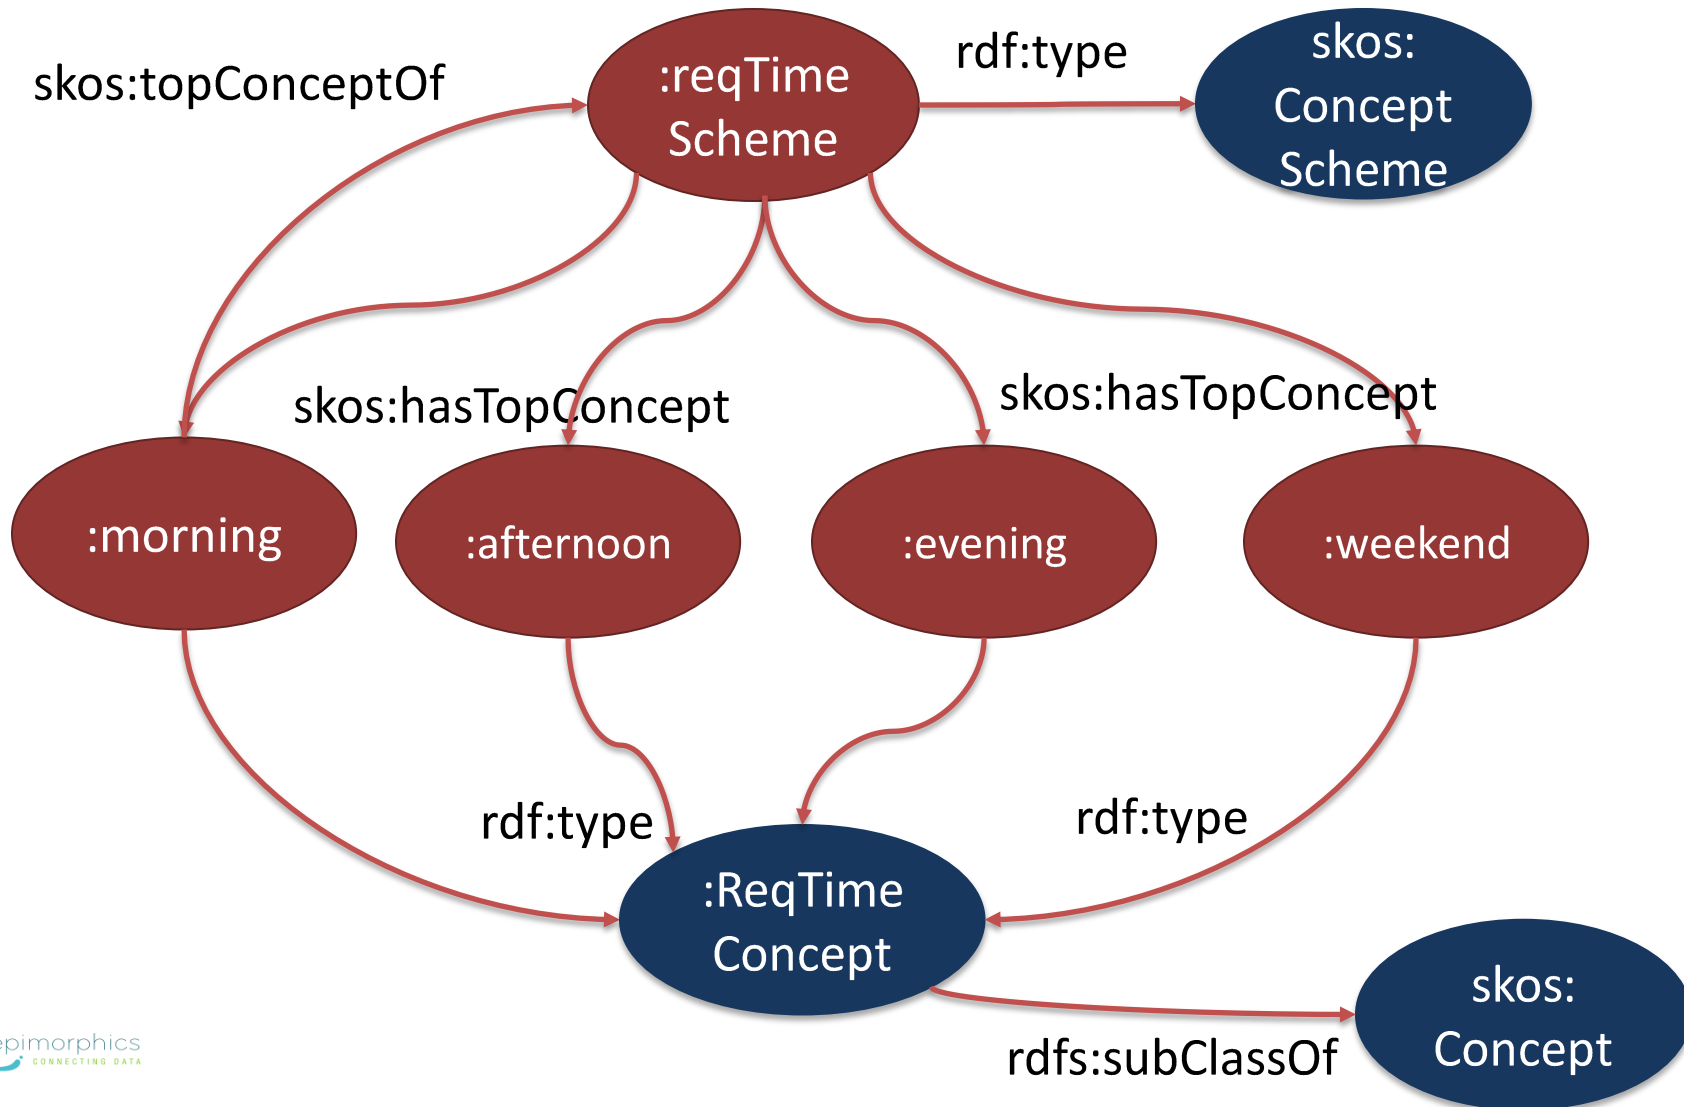 skos:topConceptOf
:reqTime
Scheme
rdf:type
skos:
Concept
Scheme
skos:hasTopConcept
skos:hasTopConcept
:morning
:afternoon
:evening
:weekend
rdf:type
rdf:type
:ReqTime
Concept
rdfs:subClassOf
skos:
Concept
epimorphics
CONNECTING DATA